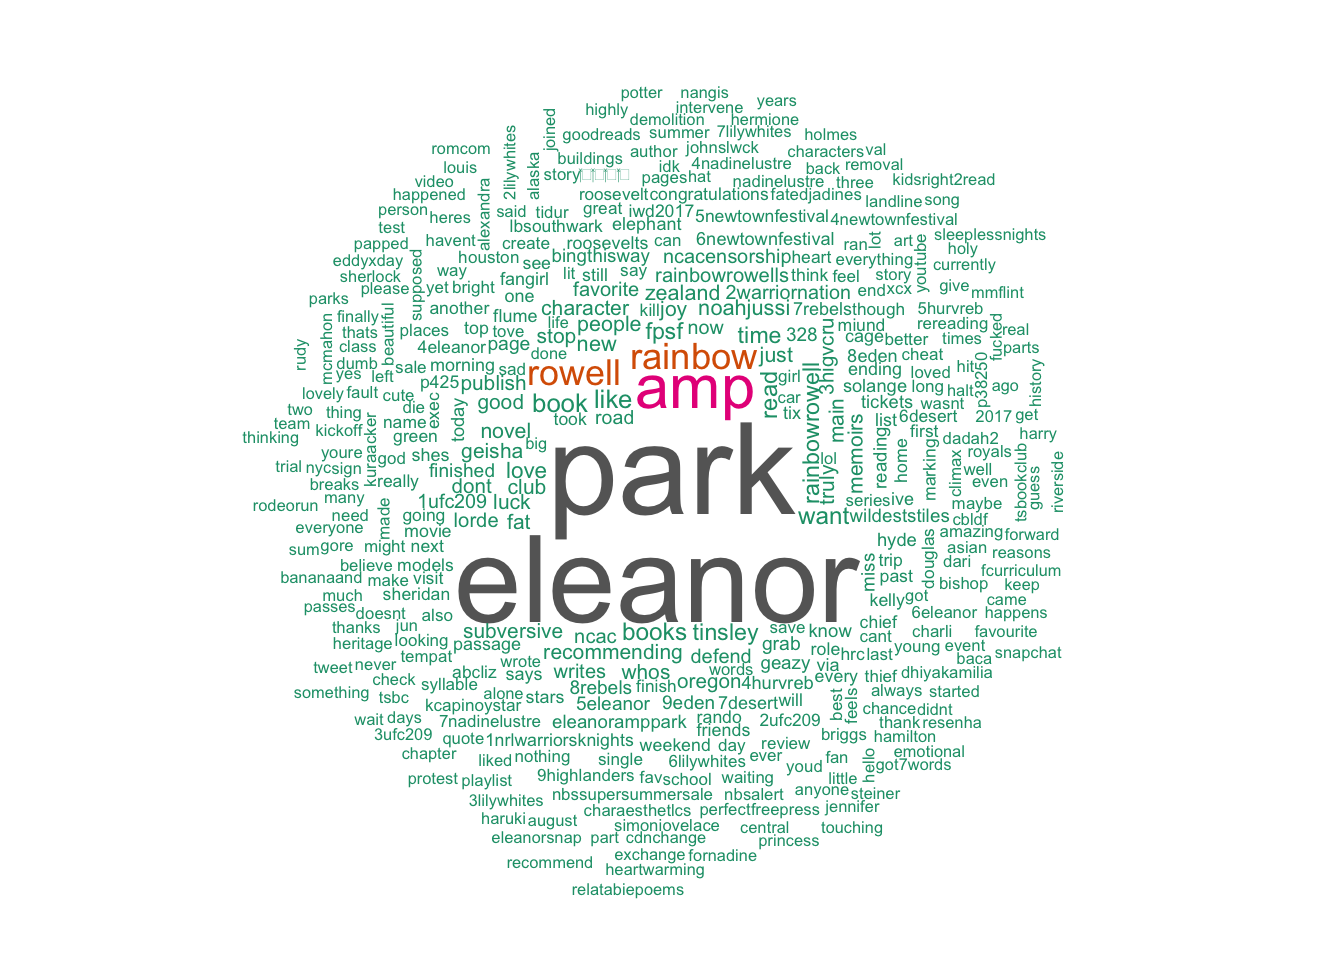 potter nangis
highly intervene years
joined demolition hermione
2lilywhites goodreads summer 7lilywhites holmes
romcom buildings author johnslwck characters val
louis alaska idk 4nadinelustre back removal
video story pages hat nadinelustre three kidsright2read
happened alexandra roosevelt congratulations fatedjadines landline song
person heres said tidur great iwd2017 5newtownfestival 4newtownfestival
test lbsouthwark elephant
papped havent create roosevelts can 6newtownfestival ran lot art sleeplessnights
eddyxday houston see bingthisway ncacensorship heart everything youtube holy
sherlock supposed way fangirl lit still say rainbowrowells think feel story currently
please yet bright one favorite zealand 2warriornation end xcx give mmflint
parks another flume character killjoy noahjussi 7rebels though 5hurvreb
finally beautiful places top tove life people fpsf now time 328 miund rerearding fucked real
thats mcmahon 4eleanor page stop new cage better times
rudy class morning done rainbow just 3higvcru 8eden cheat hit parts
dumb sale sad rowell amp girl ending loved
yes left p425 publish read car solange long halt p38250 ago history
lovely fault cute exec today good book like tix rainbowrowell main tickets wasnt
two thing die took road memoirs list 6desert 2017 get
team kickoff name novel big park truly lol reading first dadah2 harry
thinking kuraacker green geisha home marking royals
youre god shes love climax well tsbookclub guess riverside
trial nycsign finished club series ive even
breaks really dont want wildeststiles maybe
rodeorun many made 1ufc209 luck cbldf
need going lorde fat amazing forward
everyone movie hyde douglas asian reasons
sum gore might next eleanor miss trip dari
believe models past fcurriculum
bananaand make visit bishop keep
much sheridan kelly got came
passes doesnt also 6eleanor happens
thanks jun subversive ncac books tinsley save know chief charli favourite
heritage looking passage recommending defend grab role cant young event snapchat
tempat wrote words geazy via hrc last baca
tweet never abcliz says writes whos oregon 4hurvreb every thief dhiyakamilia
check syllable alone stars 8rebels finish best feels always started
something tsbc kcapinoystar 5eleanor 9eden 7desert will chance didnt
wait days 7nadinelustre eleanoramppark rando 2ufc209 thank resenha
3ufc209 quote 1nrlwarriorsknights friends briggs hamilton
chapter liked nothing weekend day review fan hello emotional
single 6lilywhites ever youd got7words
protest playlist 9highlanders fav school waiting little
3lilywhites nbssupersummersale nbsalert anyone steiner
haruki august charaesthetlcs perfectfreepress jennifer
simoniovelace central touching
eleanorsnap part cdnchange princess
recommend exchange fornadine
heartwarming
relatabiepoems